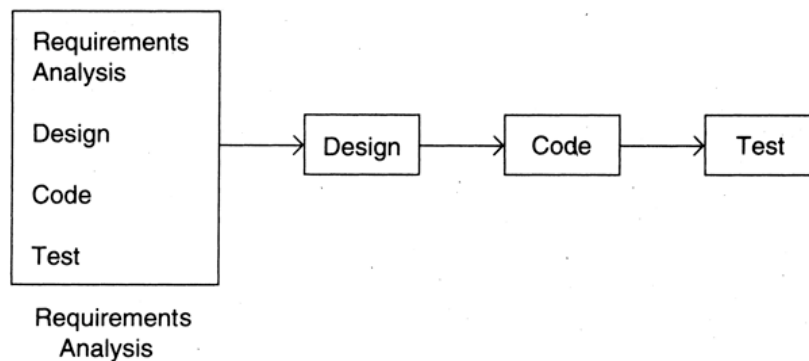 Requirements
Analysis
Design
Code
Test
Design
Code
Test
Requirements
Analysis